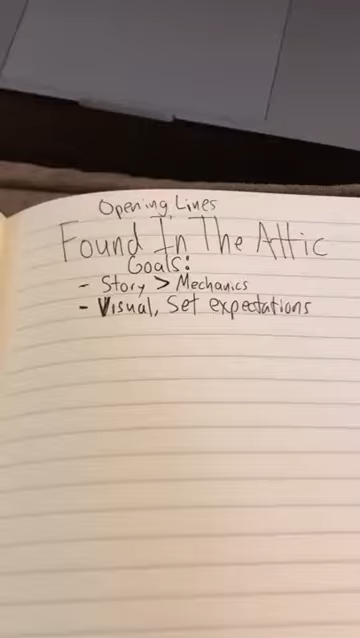 Opening Lines
Found In The Attic
Goals:
- Story > Mechanics
- Visual, Set expectations